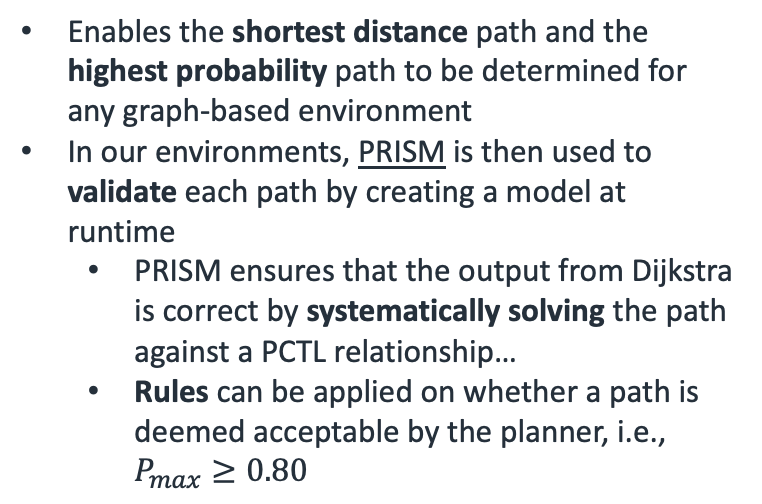 • Enables the shortest distance path and the
highest probability path to be determined for
any graph-based environment
• In our environments, PRISM is then used to
validate each path by creating a model at
runtime
• PRISM ensures that the output from Dijkstra
is correct by systematically solving the path
against a PCTL relationship...
• Rules can be applied on whether a path is
deemed acceptable by the planner, i.e.,
Pmax ≥ 0.80